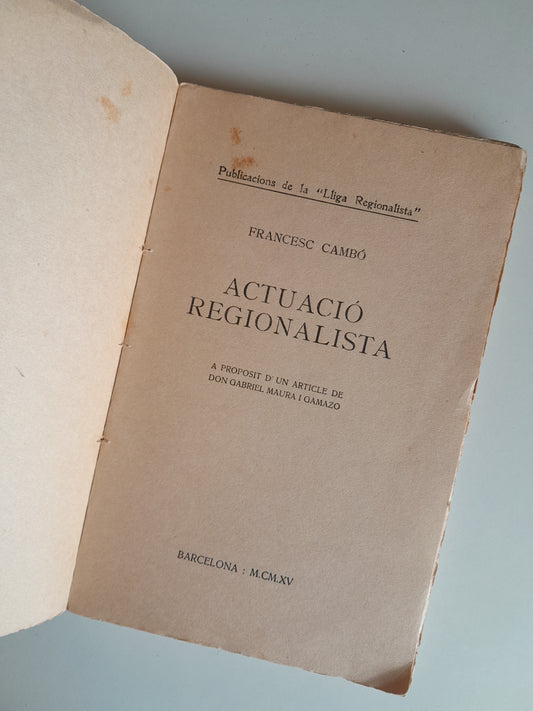 Publicacions de la "Lliga Regionalista"
FRANCESC CAMBÓ
ACTUACIÓ
REGIONALISTA
A PROPOSIT D' UN ARTICLE DE
DON GABRIEL MAURA I GAMAZO
BARCELONA : M.CM.XV